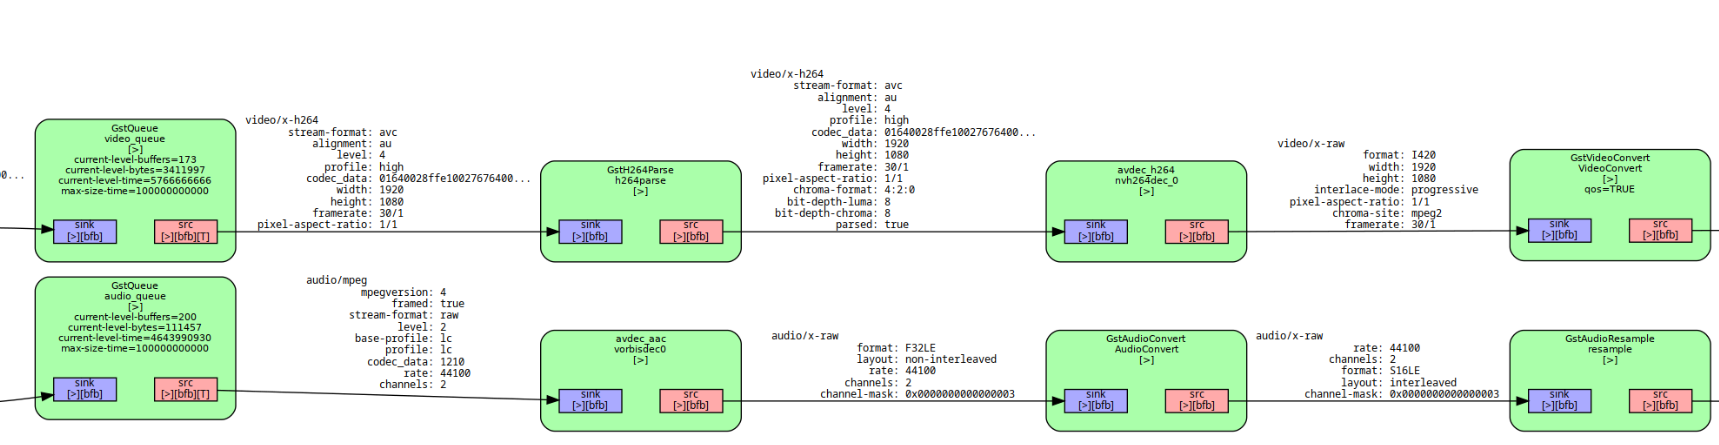 0...
GstQueue
video_queue
[>]
current-level-buffers=173
current-level-bytes=3411997
current-level-time=5766666666
max-size-time=100000000000
sink
[>][bfb]
src
[>][bfb][T]
video/x-h264
stream-format: avc
alignment: au
level: 4
profile: high
codec_data: 01640028ffe10027676400...
width: 1920
height: 1080
framerate: 30/1
pixel-aspect-ratio: 1/1
GstH264Parse
h264parse
[>]
sink
[>][bfb]
src
[>][bfb]
video/x-h264
stream-format: avc
alignment: au
level: 4
profile: high
codec_data: 01640028ffe10027676400...
width: 1920
height: 1080
framerate: 30/1
pixel-aspect-ratio: 1/1
chroma-format: 4:2:0
bit-depth-luma: 8
bit-depth-chroma: 8
parsed: true
avdec_h264
nvh264dec_0
[>]
sink
[>][bfb]
src
[>][bfb]
video/x-raw
format: I420
width: 1920
height: 1080
interlace-mode: progressive
pixel-aspect-ratio: 1/1
chroma-site: mpeg2
framerate: 30/1
GstVideoConvert
VideoConvert
[>]
qos=TRUE
sink
[>][bfb]
src
[>][bfb]
GstQueue
audio_queue
[>]
current-level-buffers=200
current-level-bytes=111457
current-level-time=4643990930
max-size-time=100000000000
sink
[>][bfb]
src
[>][bfb][T]
audio/mpeg
mpegversion: 4
framed: true
stream-format: raw
level: 2
base-profile: lc
profile: lc
codec_data: 1210
rate: 44100
channels: 2
avdec_aac
vorbisdec0
[>]
sink
[>][bfb]
src
[>][bfb]
audio/x-raw
format: F32LE
layout: non-interleaved
rate: 44100
channels: 2
channel-mask: 0x0000000000000003
GstAudioConvert
AudioConvert
[>]
sink
[>][bfb]
src
[>][bfb]
audio/x-raw
rate: 44100
channels: 2
format: S16LE
layout: interleaved
channel-mask: 0x0000000000000003
GstAudioResample
resample
[>]
sink
[>][bfb]
src
[>][bfb]